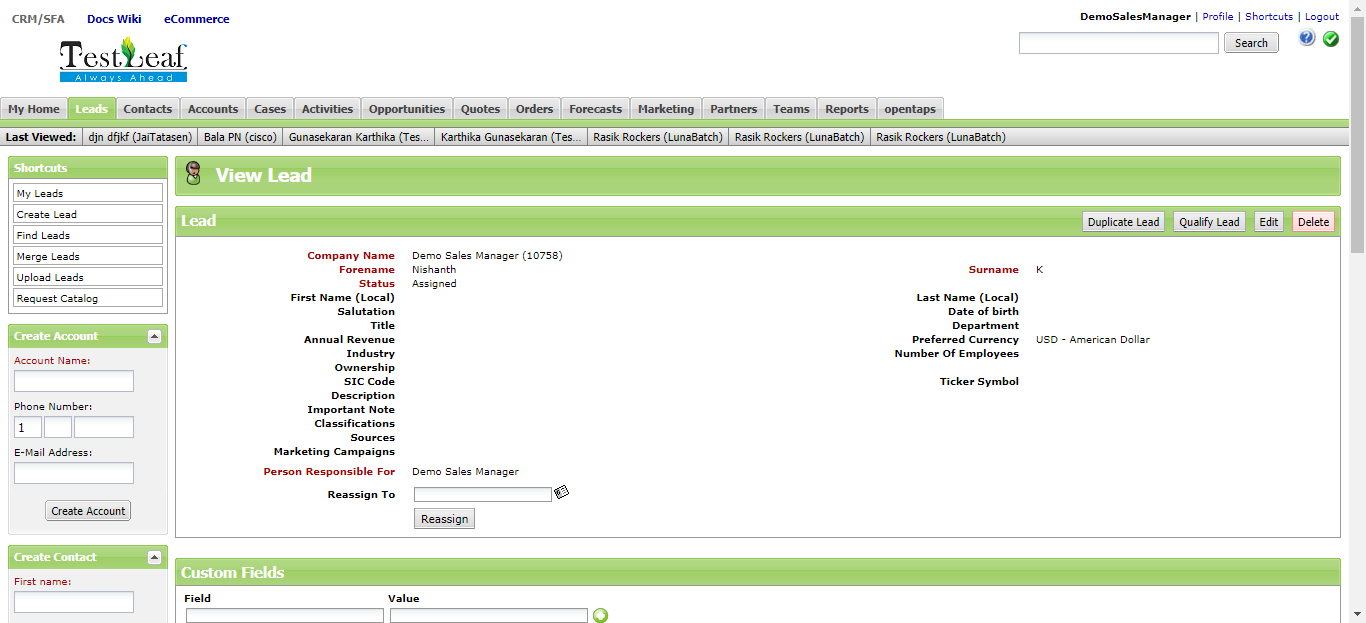 CRM/SFA Docs Wiki eCommerce
DemoSalesManager | Profile | Shortcuts | Logout
TestLeaf
Always Ahead
Search
My Home Leads Contacts Accounts Cases Activities Opportunities Quotes Orders Forecasts Marketing Partners Teams Reports opentaps
Last Viewed: djn dfjkf (JaiTatasen) Bala PN (cisco) Gunasekaran Karthika (Tes... Karthika Gunasekaran (Tes... Rasik Rockers (LunaBatch) Rasik Rockers (LunaBatch) Rasik Rockers (LunaBatch)
Shortcuts
My Leads
Create Lead
Find Leads
Merge Leads
Upload Leads
Request Catalog
Create Account
Account Name:
Phone Number:
1
E-Mail Address:
Create Account
Create Contact
First name:
View Lead
Lead
Duplicate Lead Qualify Lead Edit Delete
Company Name Demo Sales Manager (10758)
Forename Nishanth Surname K
Status Assigned
First Name (Local) Last Name (Local)
Salutation Date of birth
Title Department
Annual Revenue Preferred Currency USD - American Dollar
Industry Number Of Employees
Ownership
SIC Code Ticker Symbol
Description
Important Note
Classifications
Sources
Marketing Campaigns
Person Responsible For Demo Sales Manager
Reassign To
Reassign
Custom Fields
Field Value